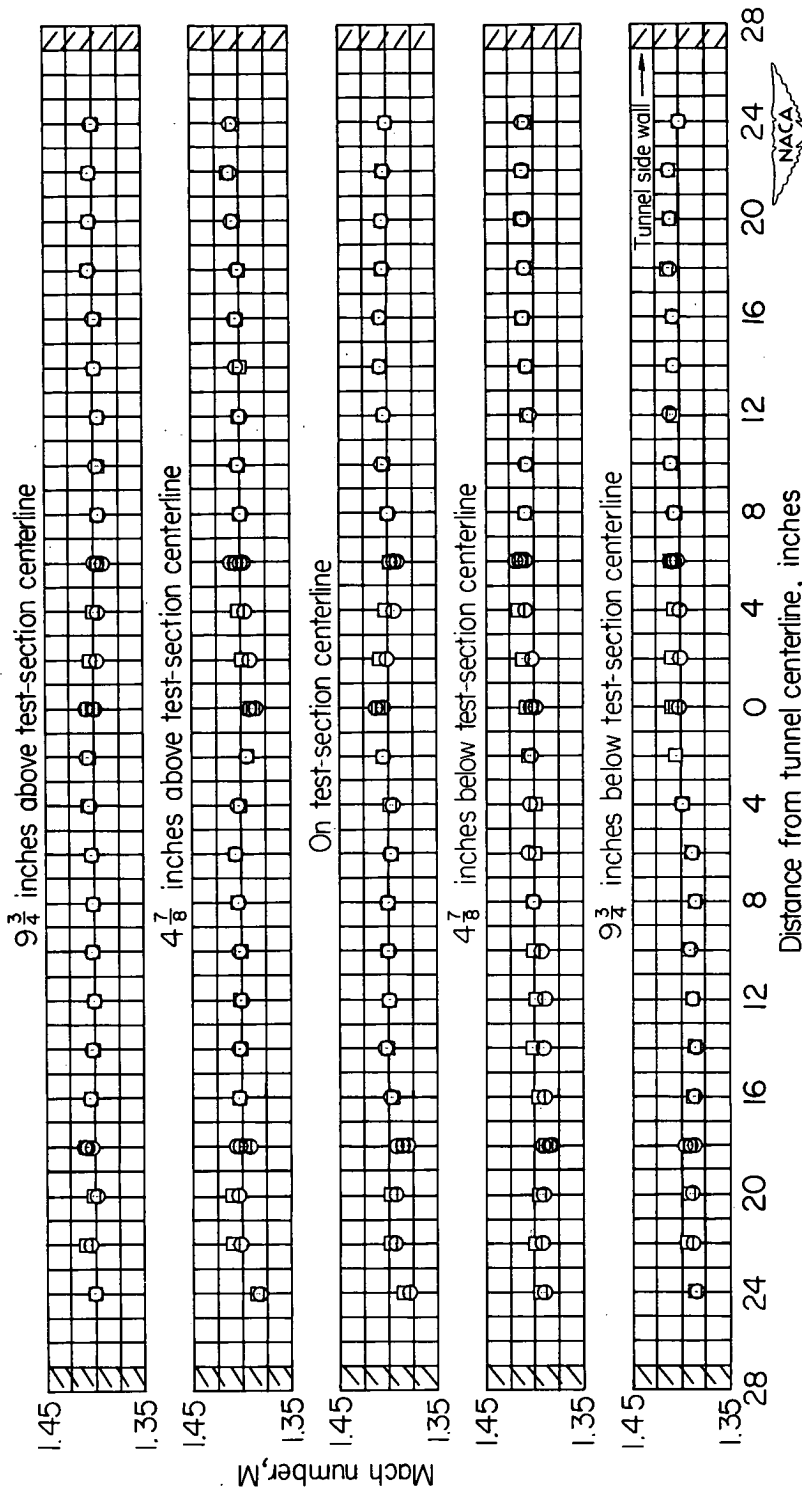 9 3/4 inches above test-section centerline
1.45
1.35
4 7/8 inches above test-section centerline
1.45
1.35
On test-section centerline
1.45
1.35
4 7/8 inches below test-section centerline
1.45
1.35
9 3/4 inches below test-section centerline
Tunnel side wall
1.45
1.35
Mach number, M
28 24 20 16 12 8 4 0 4 8 12 16 20 24 28
Distance from tunnel centerline, inches
NACA